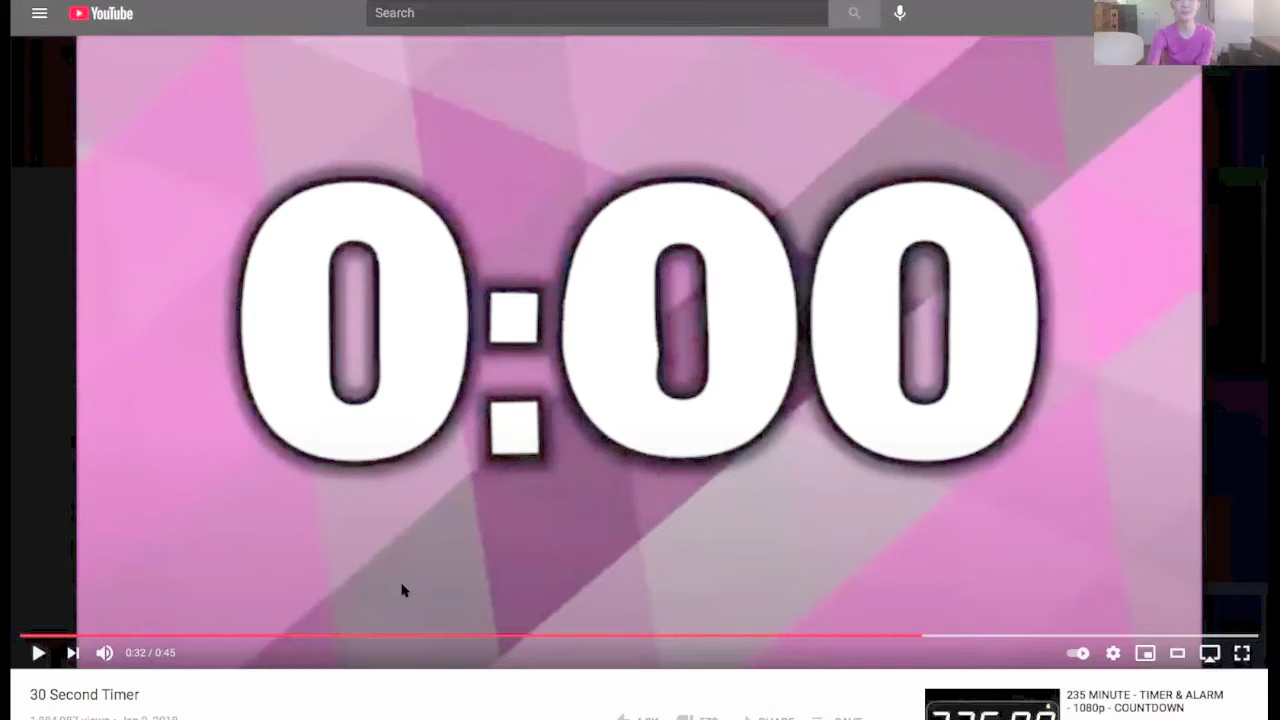 YouTube
Search
0:00
0:32 / 0:45
30 Second Timer
235 MINUTE - TIMER & ALARM
- 1080p - COUNTDOWN